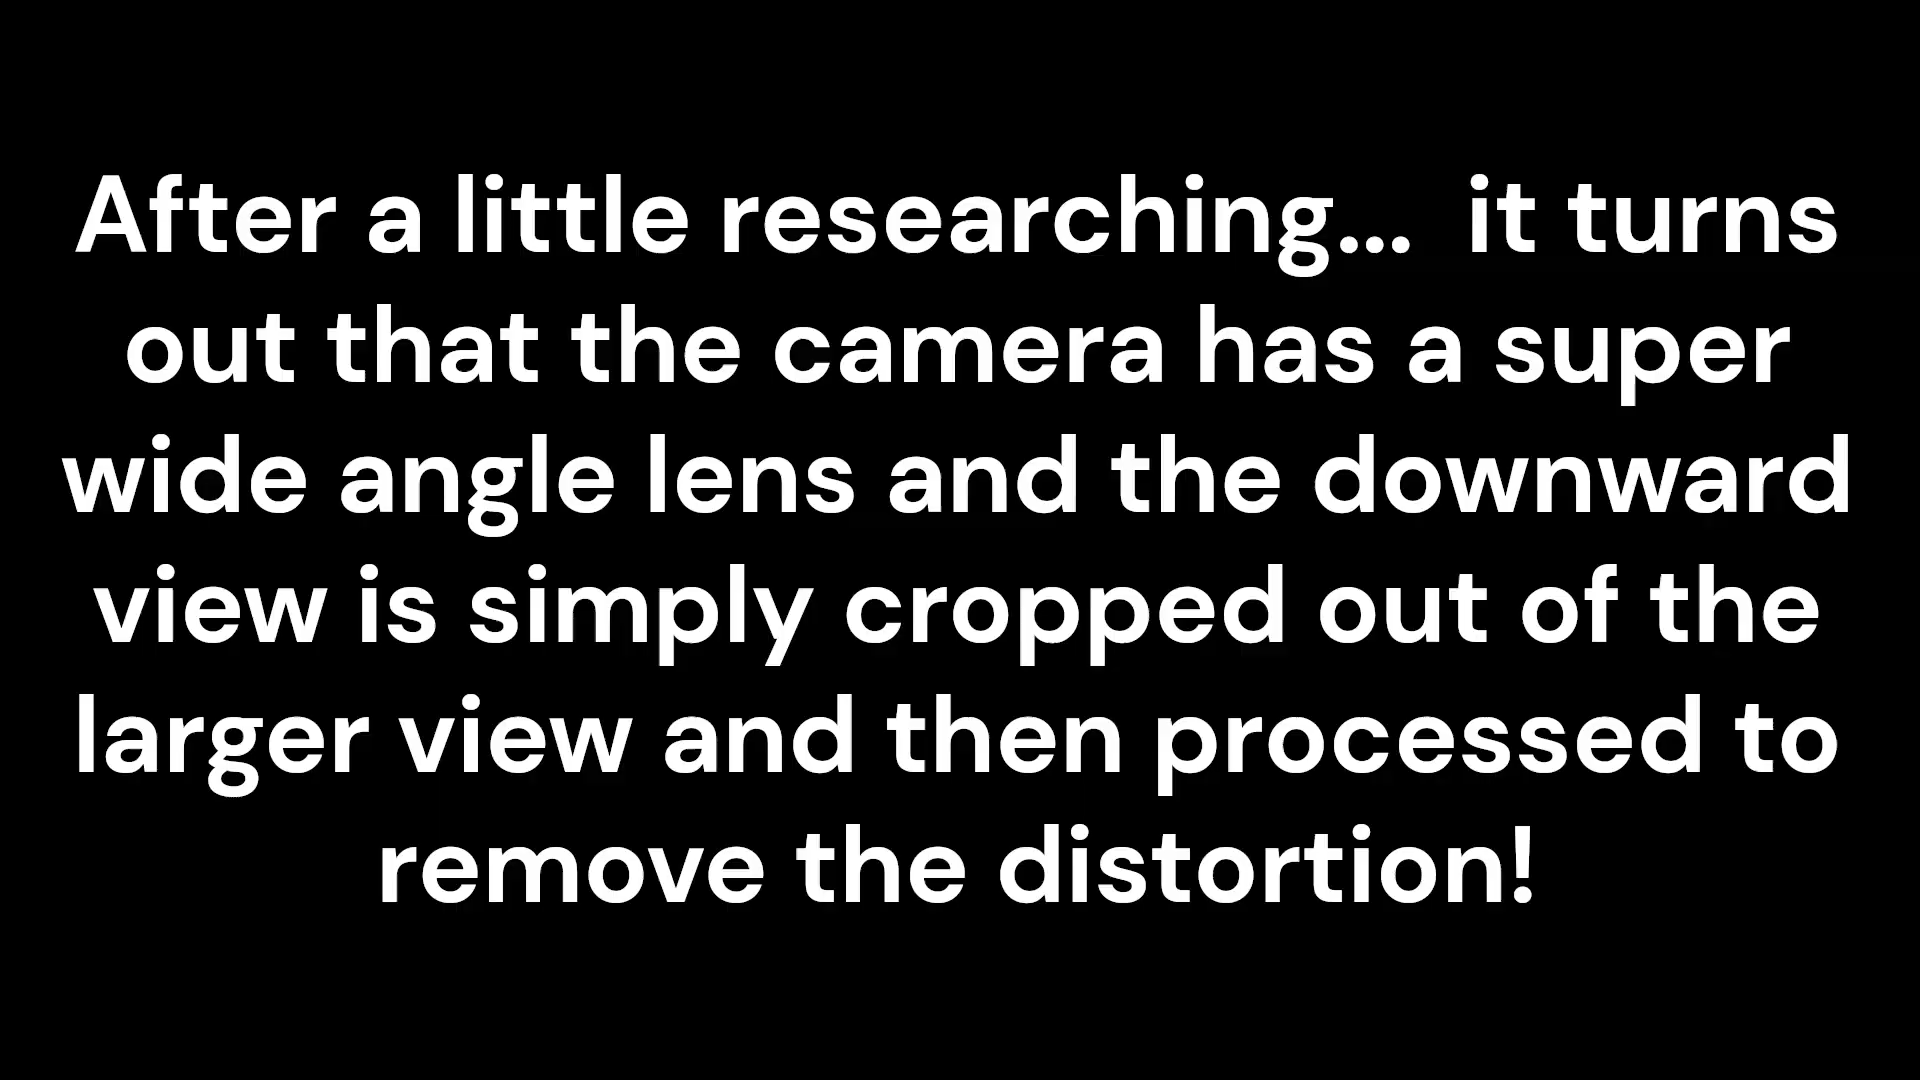 After a little researching...  it turns
out that the camera has a super
wide angle lens and the downward
view is simply cropped out of the
larger view and then processed to
remove the distortion!